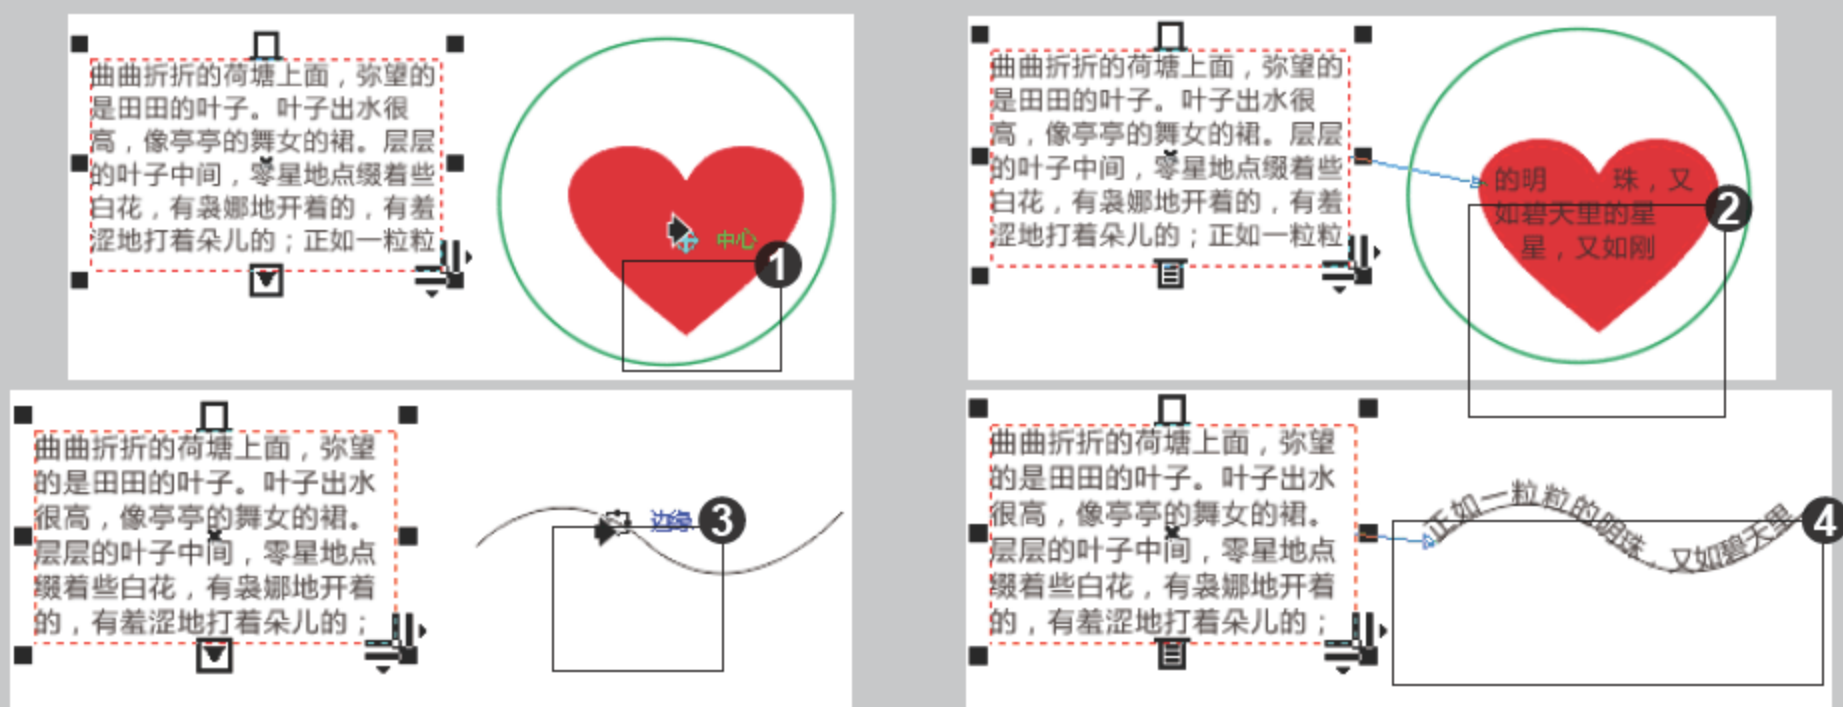 曲曲折折的荷塘上面，弥望的
是田田的叶子。叶子出水很
高，像亭亭的舞女的裙。层层
的叶子中间，零星地点缀着些
白花，有袅娜地开着的，有羞
涩地打着朵儿的；正如一粒粒
中心
1
曲曲折折的荷塘上面，弥望的
是田田的叶子。叶子出水很
高，像亭亭的舞女的裙。层层
的叶子中间，零星地点缀着些
白花，有袅娜地开着的，有羞
涩地打着朵儿的；正如一粒粒
的明 珠，又
如碧天里的星
星，又如刚
2
曲曲折折的荷塘上面，弥望
的是田田的叶子。叶子出水
很高，像亭亭的舞女的裙。
层层的叶子中间，零星地点
缀着些白花，有袅娜地开着
的，有羞涩地打着朵儿的；
边缘
3
曲曲折折的荷塘上面，弥望
的是田田的叶子。叶子出水
很高，像亭亭的舞女的裙。
层层的叶子中间，零星地点
缀着些白花，有袅娜地开着
的，有羞涩地打着朵儿的；
正如一粒粒的明珠，又如碧天里
4